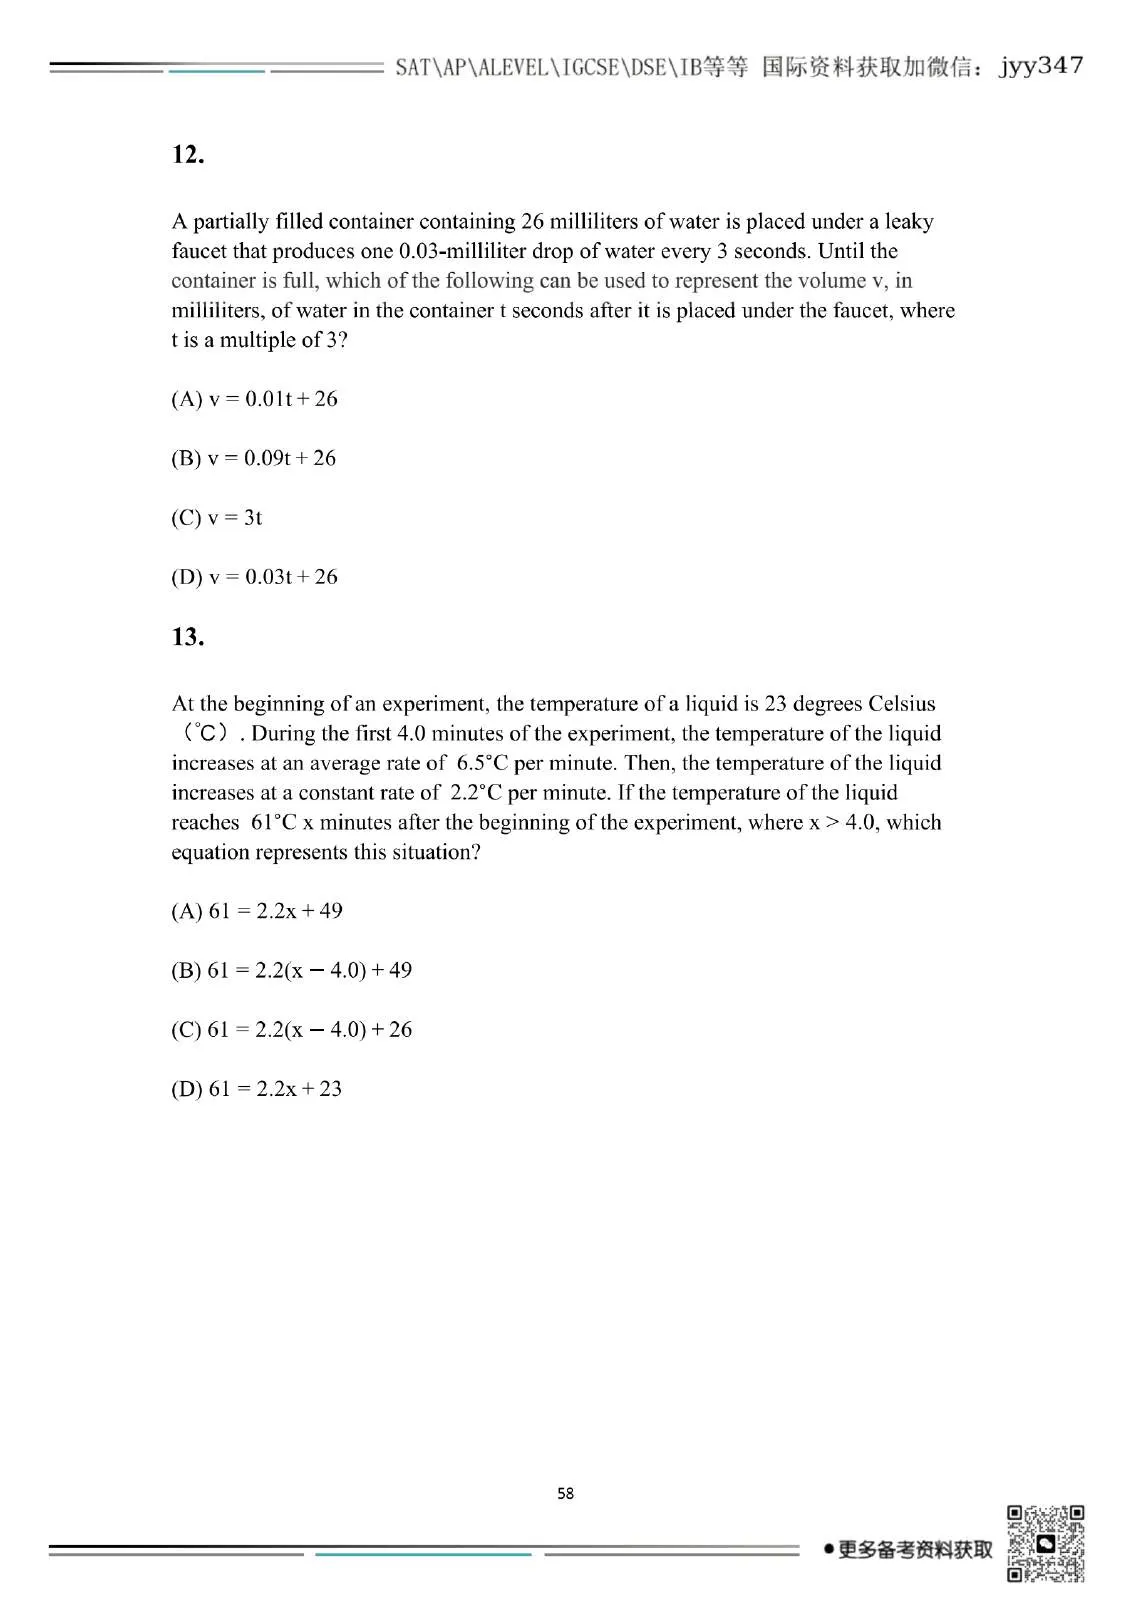 SAT\AP\ALEVEL\IGCSE\DSE\IB等等 国际资料获取加微信：jyy347
12.
A partially filled container containing 26 milliliters of water is placed under a leaky
faucet that produces one 0.03-milliliter drop of water every 3 seconds. Until the
container is full, which of the following can be used to represent the volume v, in
milliliters, of water in the container t seconds after it is placed under the faucet, where
t is a multiple of 3?
(A) v = 0.01t + 26
(B) v = 0.09t + 26
(C) v = 3t
(D) v = 0.03t + 26
13.
At the beginning of an experiment, the temperature of a liquid is 23 degrees Celsius
（℃）. During the first 4.0 minutes of the experiment, the temperature of the liquid
increases at an average rate of 6.5°C per minute. Then, the temperature of the liquid
increases at a constant rate of 2.2°C per minute. If the temperature of the liquid
reaches 61°C x minutes after the beginning of the experiment, where x > 4.0, which
equation represents this situation?
(A) 61 = 2.2x + 49
(B) 61 = 2.2(x − 4.0) + 49
(C) 61 = 2.2(x − 4.0) + 26
(D) 61 = 2.2x + 23
58
●更多备考资料获取